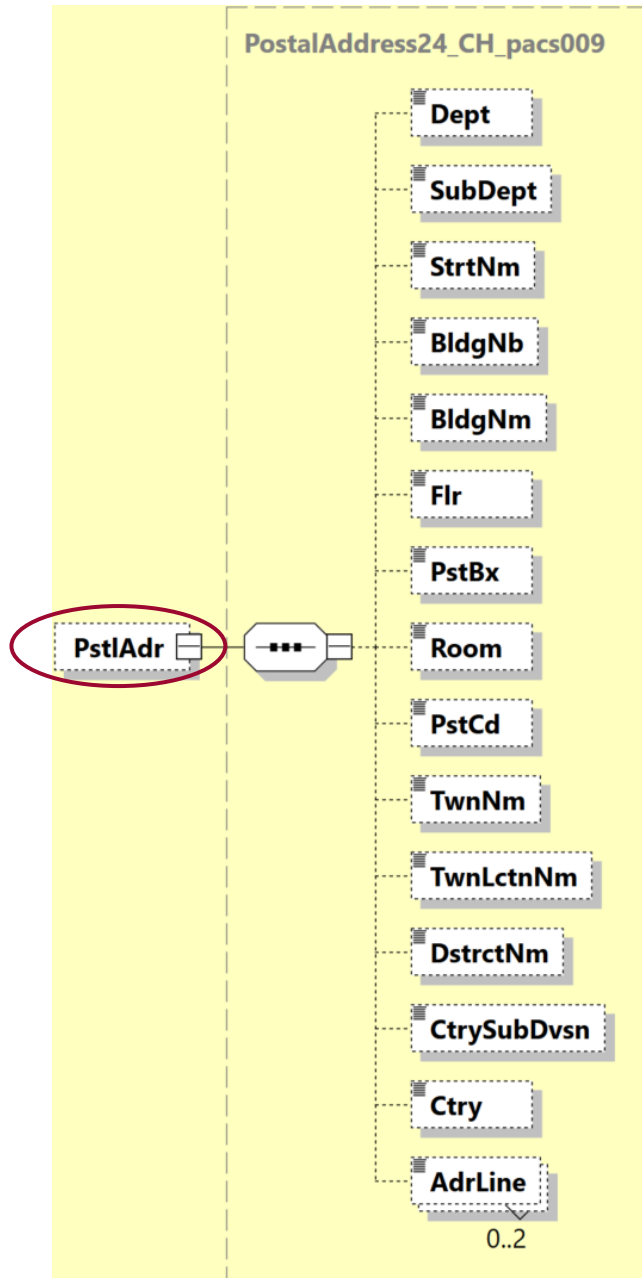 PostalAddress24_CH_pacs009
Dept
SubDept
StrtNm
BldgNb
BldgNm
Flr
PstBx
PstlAdr
Room
PstCd
TwnNm
TwnLctnNm
DstrctNm
CtrySubDvsn
Ctry
AdrLine
0..2